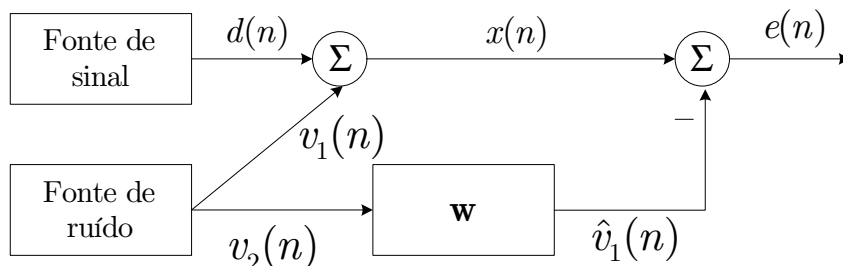 Fonte de
sinal
d(n)
Σ
x(n)
Σ
e(n)
v₁(n)
−
Fonte de
ruído
v₂(n)
w
v̂₁(n)